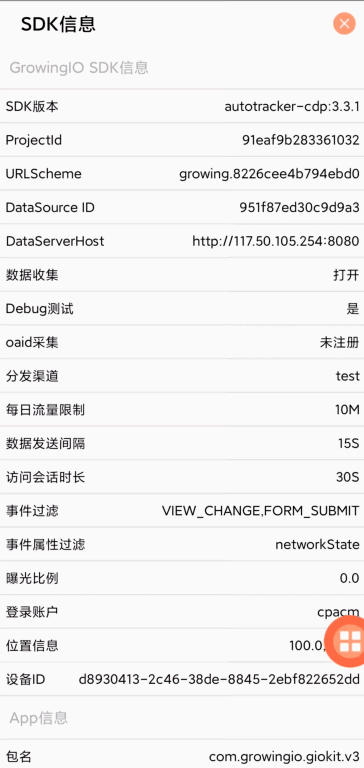 SDK信息
GrowingIO SDK信息
SDK版本 autotracker-cdp:3.3.1
ProjectId 91eaf9b283361032
URLScheme growing.8226cee4b794ebd0
DataSource ID 951f87ed30c9d9a3
DataServerHost http://117.50.105.254:8080
数据收集 打开
Debug测试 是
oaid采集 未注册
分发渠道 test
每日流量限制 10M
数据发送间隔 15S
访问会话时长 30S
事件过滤 VIEW_CHANGE,FORM_SUBMIT
事件属性过滤 networkState
曝光比例 0.0
登录账户 cpacm
位置信息 100.0,
设备ID d8930413-2c46-38de-8845-2ebf822652dd
App信息
包名 com.growingio.giokit.v3